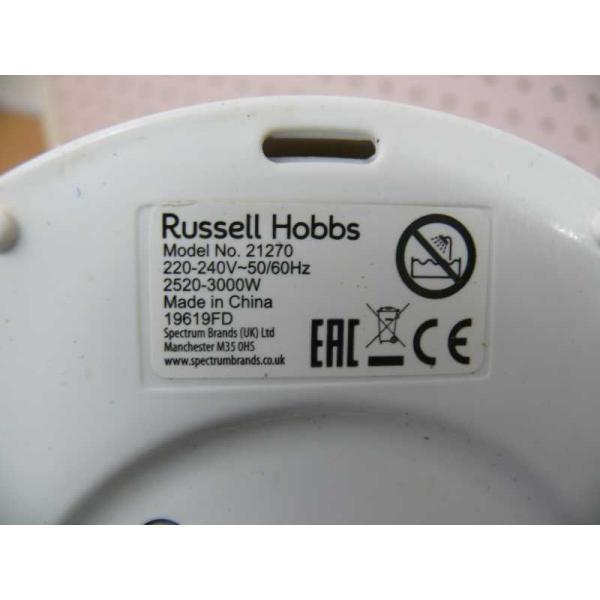 Russell Hobbs
Model No. 21270
220-240V~50/60Hz
2520-3000W
Made in China
19619FD
Spectrum Brands (UK) Ltd
Manchester M35 0HS
www.spectrumbrands.co.uk
EAC CE